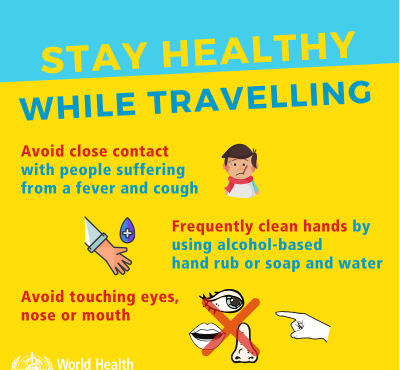 STAY HEALTHY
WHILE TRAVELLING
Avoid close contact
with people suffering
from a fever and cough
Frequently clean hands by
using alcohol-based
hand rub or soap and water
Avoid touching eyes,
nose or mouth
World Health